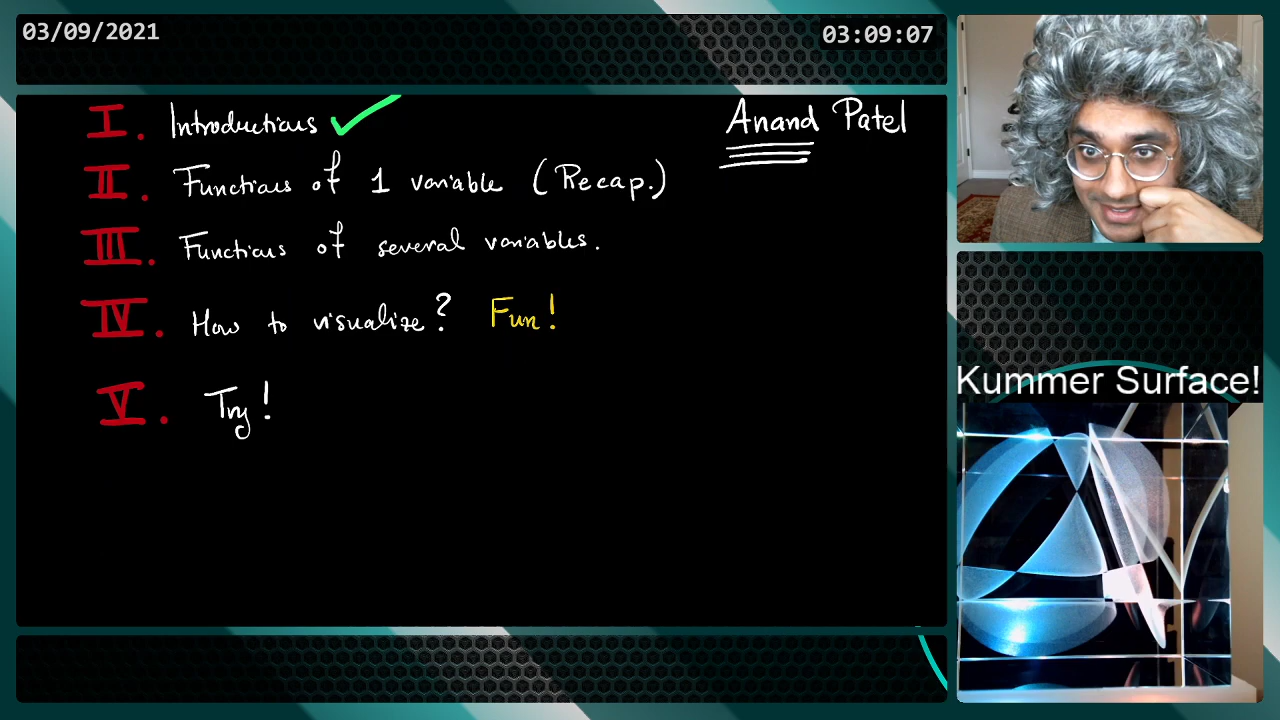 03/09/2021
03:09:07
I. Introductions
Anand Patel
II. Functions of 1 variable (Recap.)
III. Functions of several variables.
IV. How to visualize? Fun!
V. Try!
Kummer Surface!